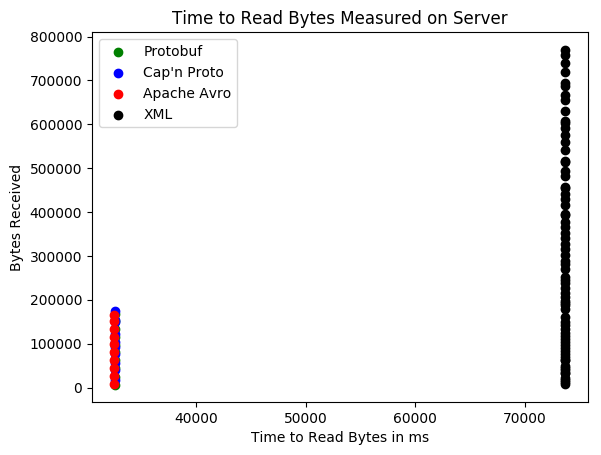 Time to Read Bytes Measured on Server
Protobuf
Cap'n Proto
Apache Avro
XML
Bytes Received
800000
700000
600000
500000
400000
300000
200000
100000
0
40000
50000
60000
70000
Time to Read Bytes in ms